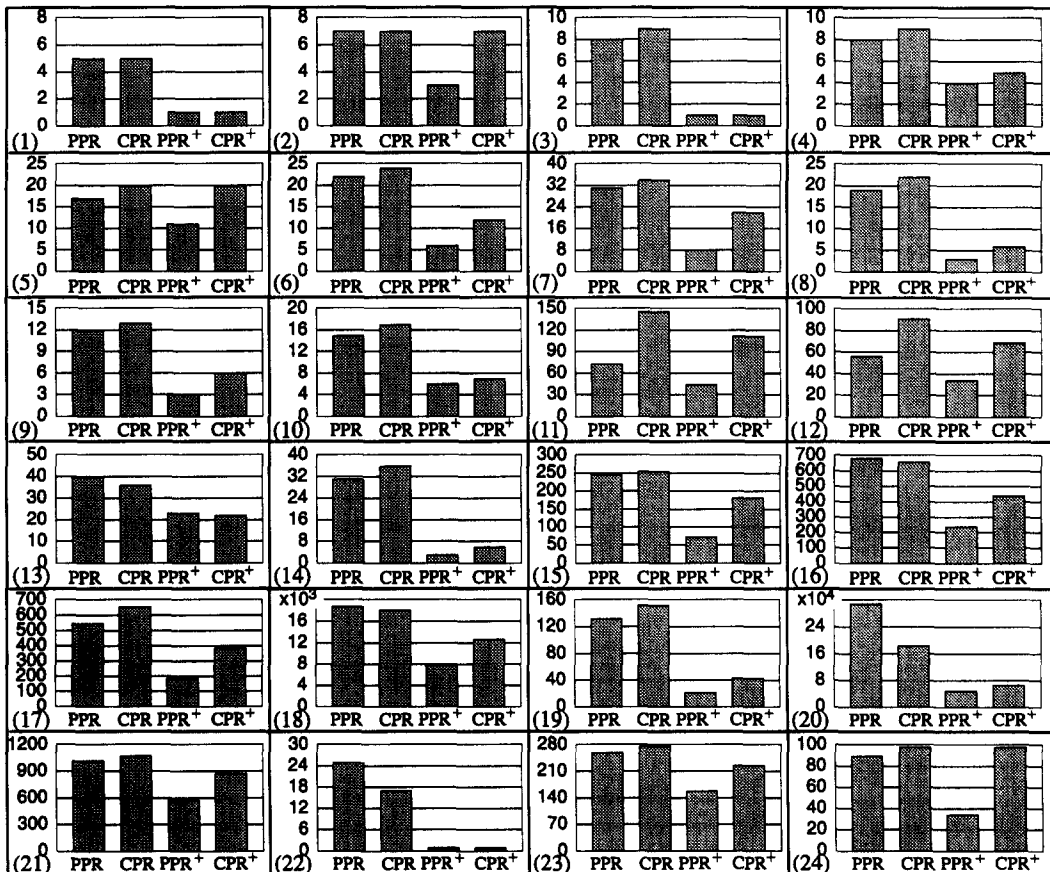 8 8 10 10
6 6 8 8
4 4 6 6
2 2 4 4
0 0 2 2
0 0
(1) PPR CPR PPR+ CPR+ (2) PPR CPR PPR+ CPR+ (3) PPR CPR PPR+ CPR+ (4) PPR CPR PPR+ CPR+
25 25 40 25
20 20 32 20
15 15 24 15
10 10 16 10
5 5 8 5
0 0 0 0
(5) PPR CPR PPR+ CPR+ (6) PPR CPR PPR+ CPR+ (7) PPR CPR PPR+ CPR+ (8) PPR CPR PPR+ CPR+
15 20 150 100
12 16 120 80
9 12 90 60
6 8 60 40
3 4 30 20
0 0 0 0
(9) PPR CPR PPR+ CPR+ (10) PPR CPR PPR+ CPR+ (11) PPR CPR PPR+ CPR+ (12) PPR CPR PPR+ CPR+
50 40 300 700
40 32 250 600
30 24 200 500
20 16 150 400
10 8 100 300
0 0 50 200
0 100
0
(13) PPR CPR PPR+ CPR+ (14) PPR CPR PPR+ CPR+ (15) PPR CPR PPR+ CPR+ (16) PPR CPR PPR+ CPR+
700 x10³ 160 x10⁴
600 16 120 24
500 12 80 16
400 8 40 8
300 4 0 0
200 0
100
0
(17) PPR CPR PPR+ CPR+ (18) PPR CPR PPR+ CPR+ (19) PPR CPR PPR+ CPR+ (20) PPR CPR PPR+ CPR+
1200 30 280 100
900 24 210 80
600 18 140 60
300 12 70 40
0 6 0 20
0 0
(21) PPR CPR PPR+ CPR+ (22) PPR CPR PPR+ CPR+ (23) PPR CPR PPR+ CPR+ (24) PPR CPR PPR+ CPR+